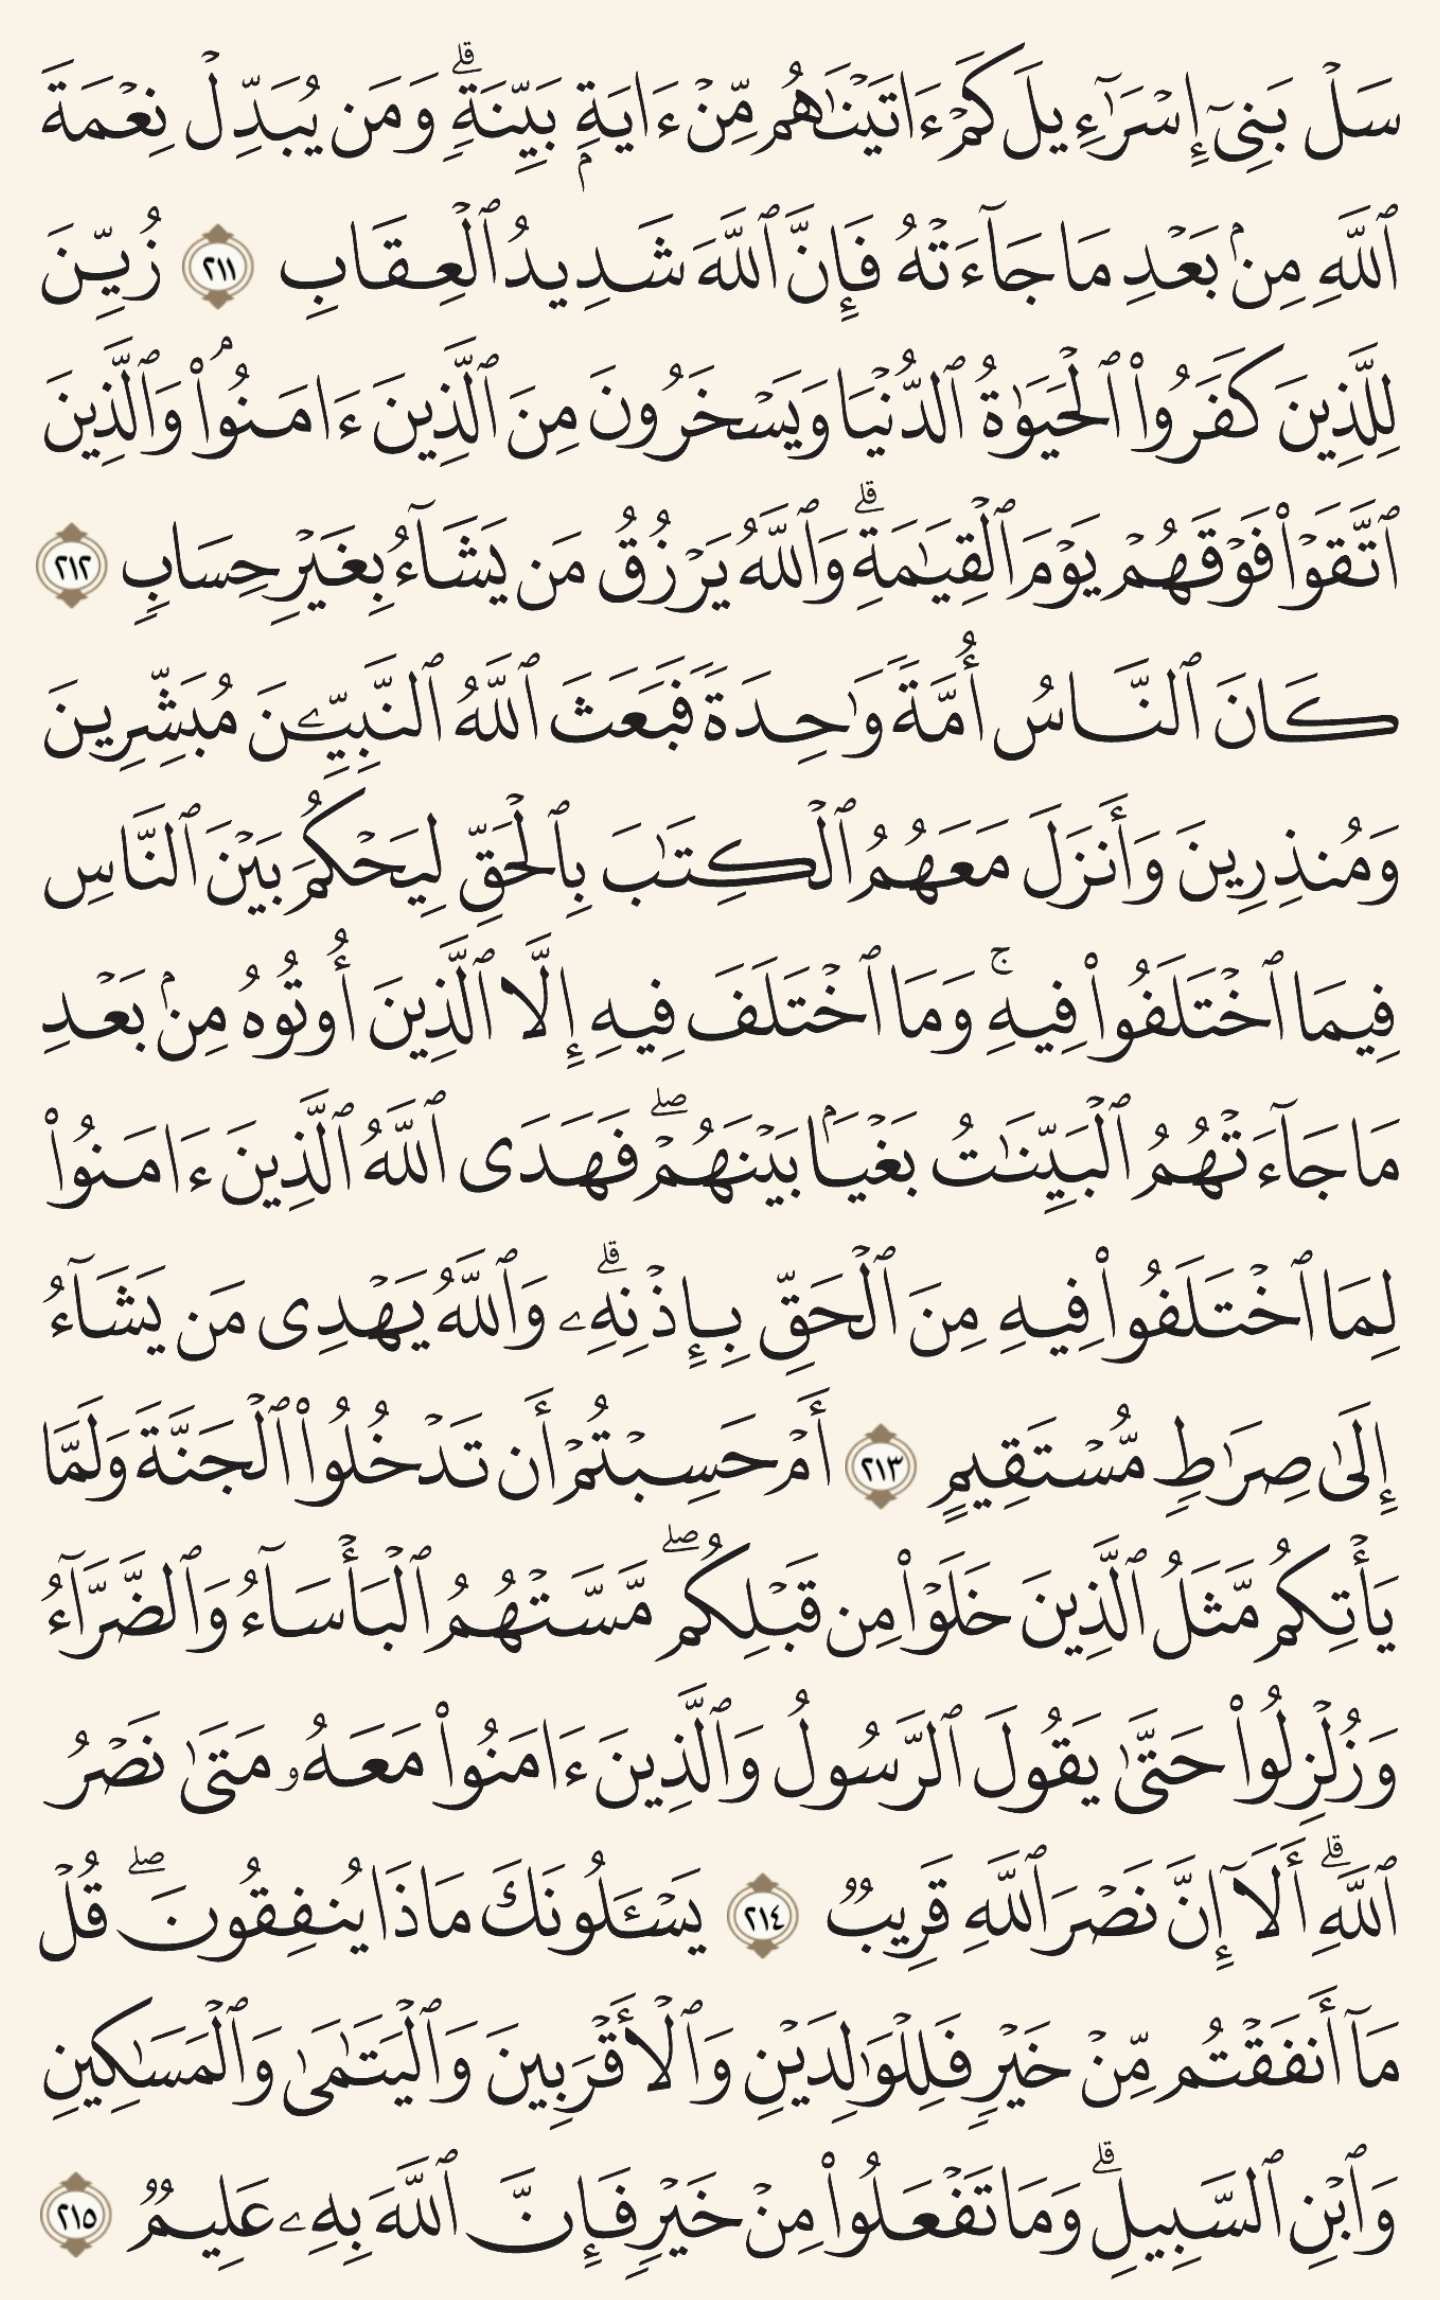 سَلۡ بَنِيٓ إِسۡرَٰٓءِيلَ كَمۡ ءَاتَيۡنَٰهُم مِّنۡ ءَايَةِۭ بَيِّنَةٖۗ وَمَن يُبَدِّلۡ نِعۡمَةَ
ٱللَّهِ مِنۢ بَعۡدِ مَا جَآءَتۡهُ فَإِنَّ ٱللَّهَ شَدِيدُ ٱلۡعِقَابِ ٢١١ زُيِّنَ
لِلَّذِينَ كَفَرُواْ ٱلۡحَيَوٰةُ ٱلدُّنۡيَا وَيَسۡخَرُونَ مِنَ ٱلَّذِينَ ءَامَنُواْۘ وَٱلَّذِينَ
ٱتَّقَوۡاْ فَوۡقَهُمۡ يَوۡمَ ٱلۡقِيَٰمَةِۗ وَٱللَّهُ يَرۡزُقُ مَن يَشَآءُ بِغَيۡرِ حِسَابٖ ٢١٢
كَانَ ٱلنَّاسُ أُمَّةٗ وَٰحِدَةٗ فَبَعَثَ ٱللَّهُ ٱلنَّبِيِّـۧنَ مُبَشِّرِينَ
وَمُنذِرِينَ وَأَنزَلَ مَعَهُمُ ٱلۡكِتَٰبَ بِٱلۡحَقِّ لِيَحۡكُمَ بَيۡنَ ٱلنَّاسِ
فِيمَا ٱخۡتَلَفُواْ فِيهِۚ وَمَا ٱخۡتَلَفَ فِيهِ إِلَّا ٱلَّذِينَ أُوتُوهُ مِنۢ بَعۡدِ
مَا جَآءَتۡهُمُ ٱلۡبَيِّنَٰتُ بَغۡيَۢا بَيۡنَهُمۡۖ فَهَدَى ٱللَّهُ ٱلَّذِينَ ءَامَنُواْ
لِمَا ٱخۡتَلَفُواْ فِيهِ مِنَ ٱلۡحَقِّ بِإِذۡنِهِۦۗ وَٱللَّهُ يَهۡدِي مَن يَشَآءُ
إِلَىٰ صِرَٰطٖ مُّسۡتَقِيمٍ ٢١٣ أَمۡ حَسِبۡتُمۡ أَن تَدۡخُلُواْ ٱلۡجَنَّةَ وَلَمَّا
يَأۡتِكُم مَّثَلُ ٱلَّذِينَ خَلَوۡاْ مِن قَبۡلِكُمۖ مَّسَّتۡهُمُ ٱلۡبَأۡسَآءُ وَٱلضَّرَّآءُ
وَزُلۡزِلُواْ حَتَّىٰ يَقُولَ ٱلرَّسُولُ وَٱلَّذِينَ ءَامَنُواْ مَعَهُۥ مَتَىٰ نَصۡرُ
ٱللَّهِۗ أَلَآ إِنَّ نَصۡرَ ٱللَّهِ قَرِيبٞ ٢١٤ يَسۡـَٔلُونَكَ مَاذَا يُنفِقُونَۖ قُلۡ
مَآ أَنفَقۡتُم مِّنۡ خَيۡرٖ فَلِلۡوَٰلِدَيۡنِ وَٱلۡأَقۡرَبِينَ وَٱلۡيَتَٰمَىٰ وَٱلۡمَسَٰكِينِ
وَٱبۡنِ ٱلسَّبِيلِۗ وَمَا تَفۡعَلُواْ مِنۡ خَيۡرٖ فَإِنَّ ٱللَّهَ بِهِۦ عَلِيمٞ ٢١٥